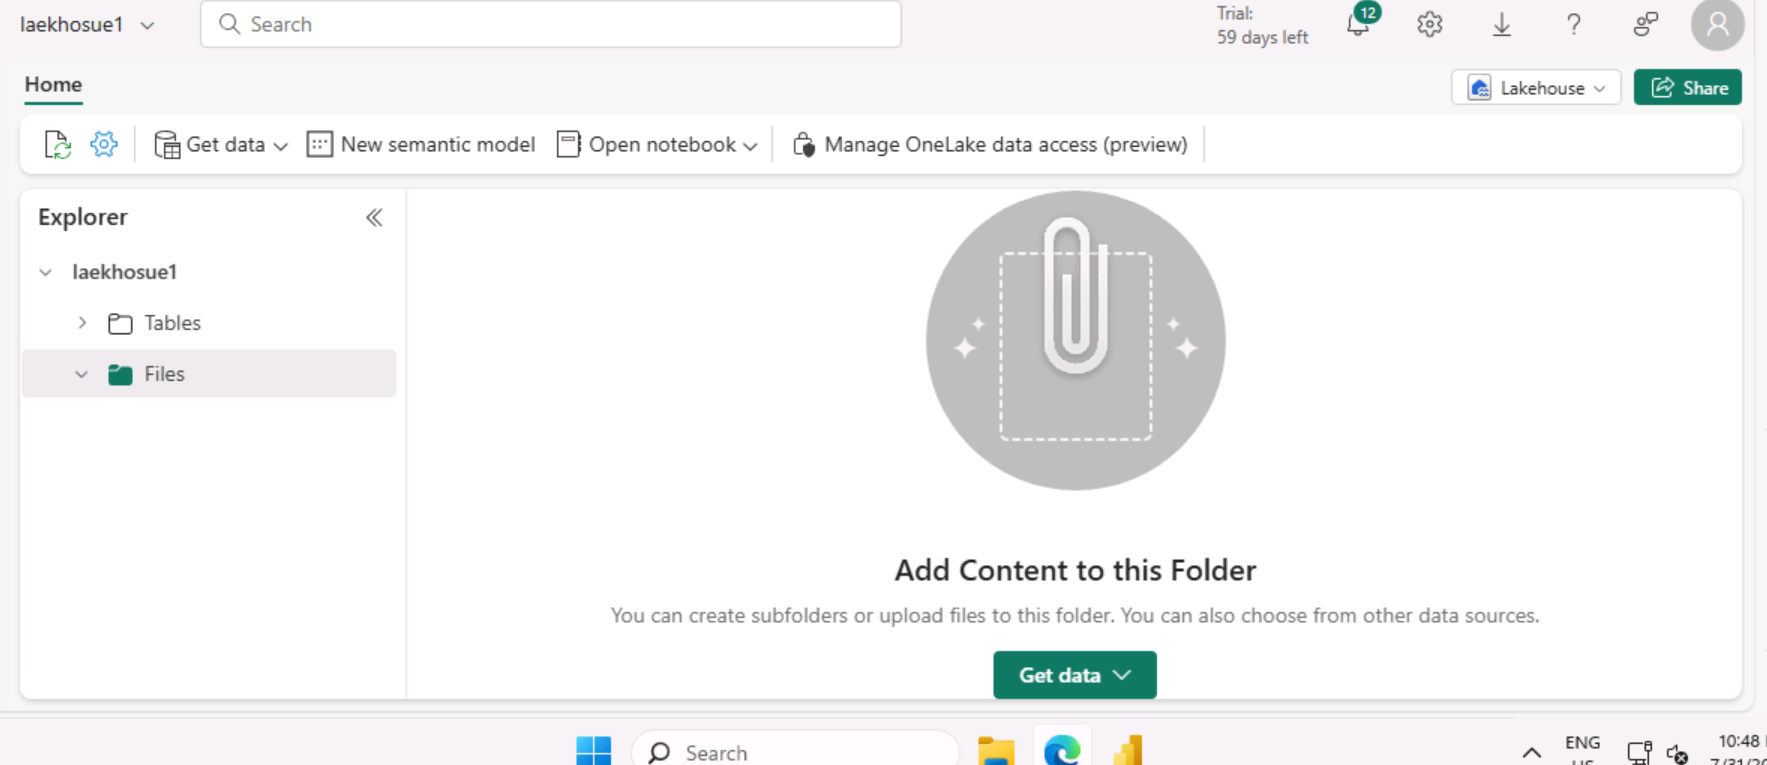 laekhosue1
Search
Trial:
59 days left
12
Home
Lakehouse
Share
Get data
New semantic model
Open notebook
Manage OneLake data access (preview)
Explorer
laekhosue1
Tables
Files
Add Content to this Folder
You can create subfolders or upload files to this folder. You can also choose from other data sources.
Get data
Search
ENG
10:48